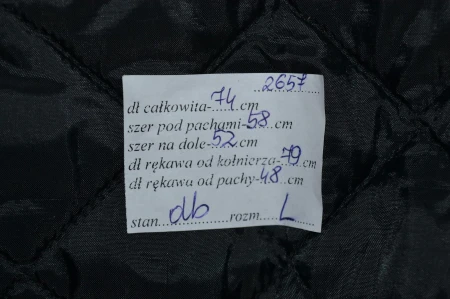 ...2657
dł całkowita-74...cm
szer pod pachami-58...cm
szer na dole-52...cm
dł rękawa od kołnierza-79...cm
dł rękawa od pachy-48...cm
stan...db...rozm...L...